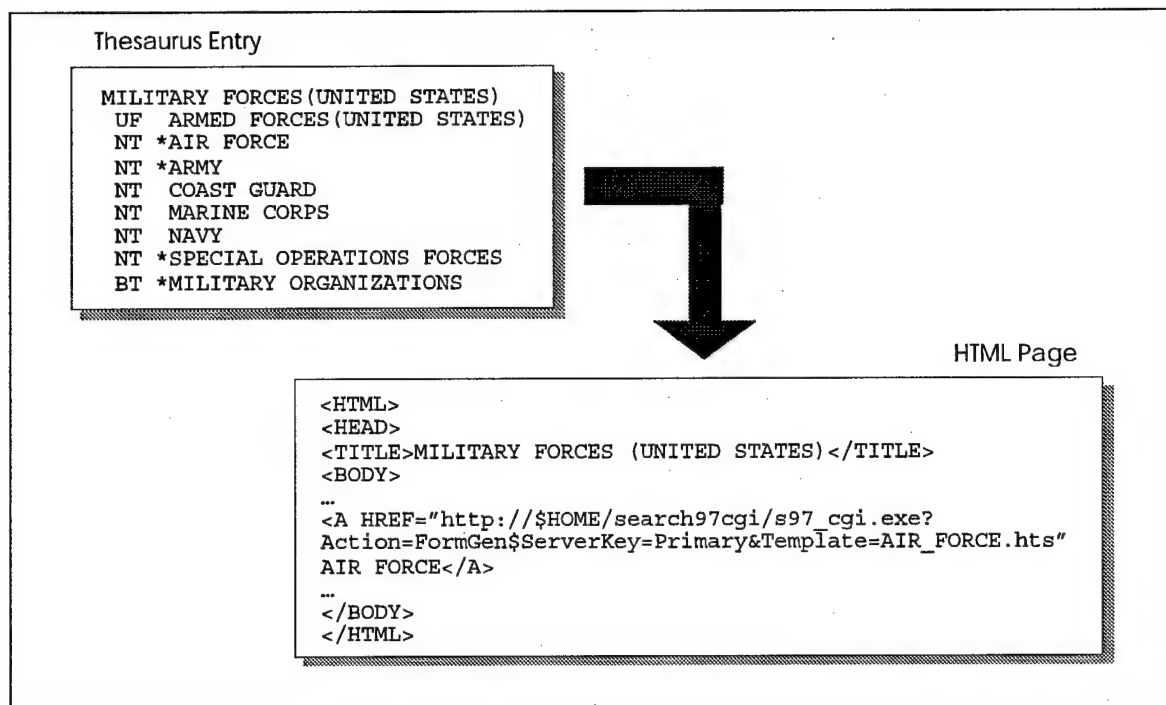 Thesaurus Entry
MILITARY FORCES(UNITED STATES)
UF ARMED FORCES(UNITED STATES)
NT *AIR FORCE
NT *ARMY
NT COAST GUARD
NT MARINE CORPS
NT NAVY
NT *SPECIAL OPERATIONS FORCES
BT *MILITARY ORGANIZATIONS
HTML Page
<HTML>
<HEAD>
<TITLE>MILITARY FORCES (UNITED STATES)</TITLE>
<BODY>
…
<A HREF="http://$HOME/search97cgi/s97_cgi.exe?
Action=FormGen$ServerKey=Primary&Template=AIR_FORCE.hts"
AIR FORCE</A>
…
</BODY>
</HTML>